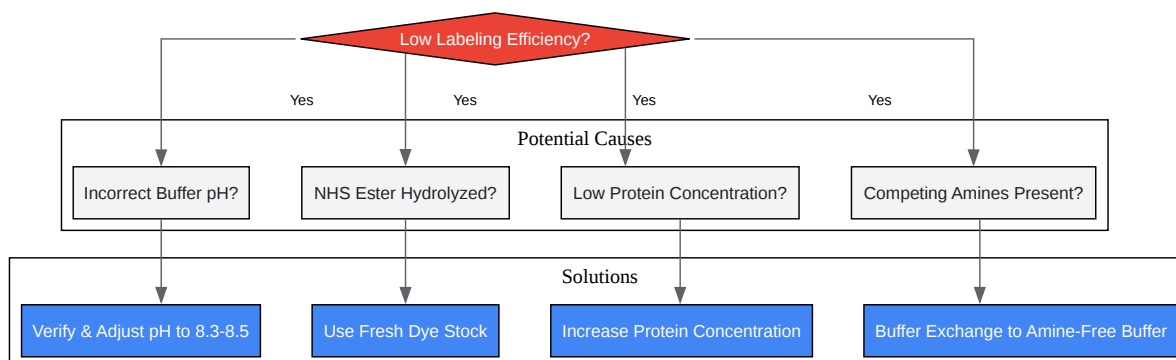 Low Labeling Efficiency?
Yes
Yes
Yes
Yes
Potential Causes
Incorrect Buffer pH?
NHS Ester Hydrolyzed?
Low Protein Concentration?
Competing Amines Present?
Solutions
Verify & Adjust pH to 8.3-8.5
Use Fresh Dye Stock
Increase Protein Concentration
Buffer Exchange to Amine-Free Buffer